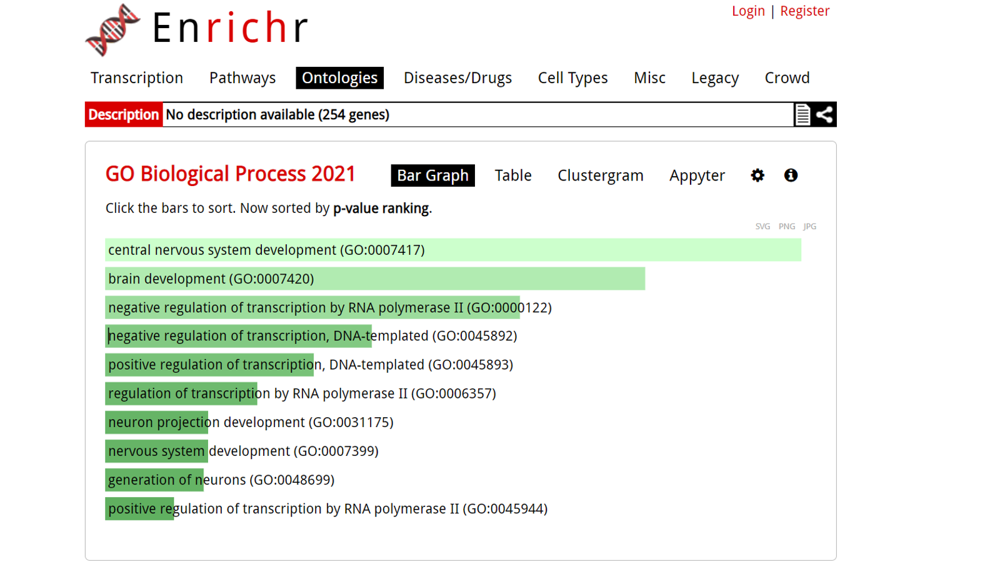 Enrichr
Login | Register
Transcription Pathways Ontologies Diseases/Drugs Cell Types Misc Legacy Crowd
Description No description available (254 genes)
GO Biological Process 2021 Bar Graph Table Clustergram Appyter
Click the bars to sort. Now sorted by p-value ranking.
SVG PNG JPG
central nervous system development (GO:0007417)
brain development (GO:0007420)
negative regulation of transcription by RNA polymerase II (GO:0000122)
negative regulation of transcription, DNA-templated (GO:0045892)
positive regulation of transcription, DNA-templated (GO:0045893)
regulation of transcription by RNA polymerase II (GO:0006357)
neuron projection development (GO:0031175)
nervous system development (GO:0007399)
generation of neurons (GO:0048699)
positive regulation of transcription by RNA polymerase II (GO:0045944)